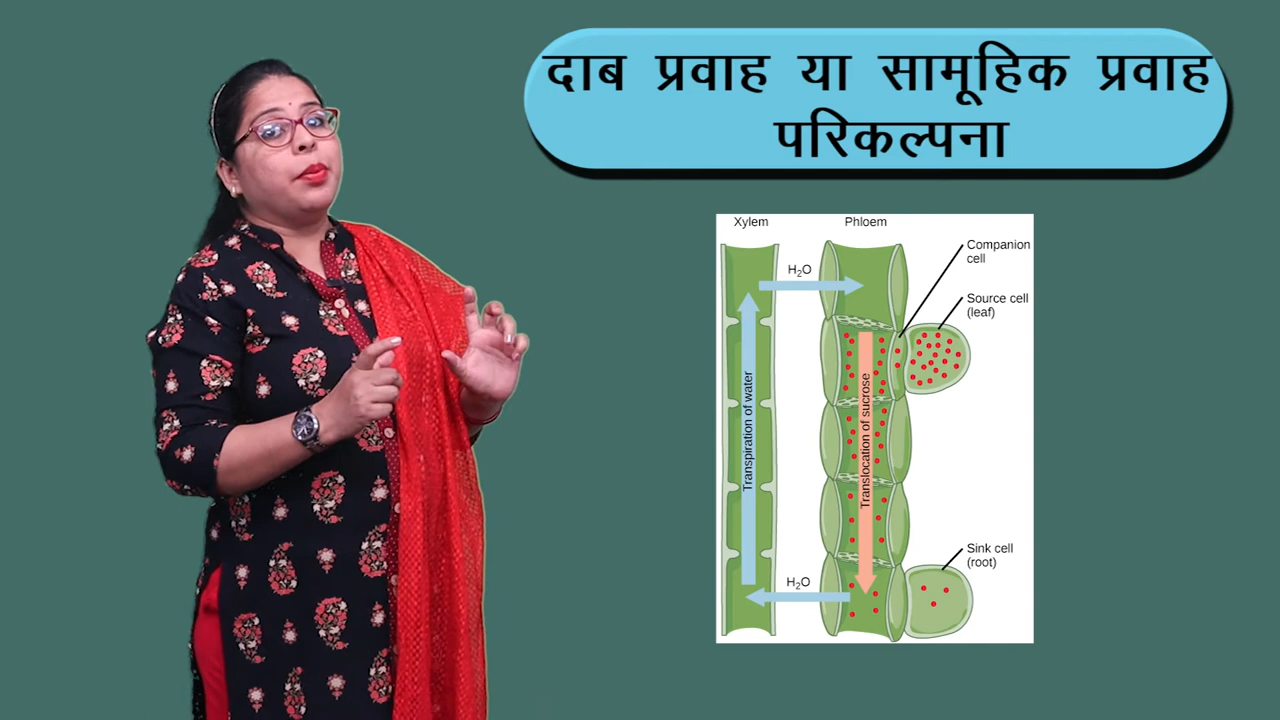 दाब प्रवाह या सामूहिक प्रवाह
परिकल्पना
Xylem
Phloem
Companion
cell
H₂O
Source cell
(leaf)
Transpiration of water
Translocation of sucrose
Sink cell
(root)
H₂O